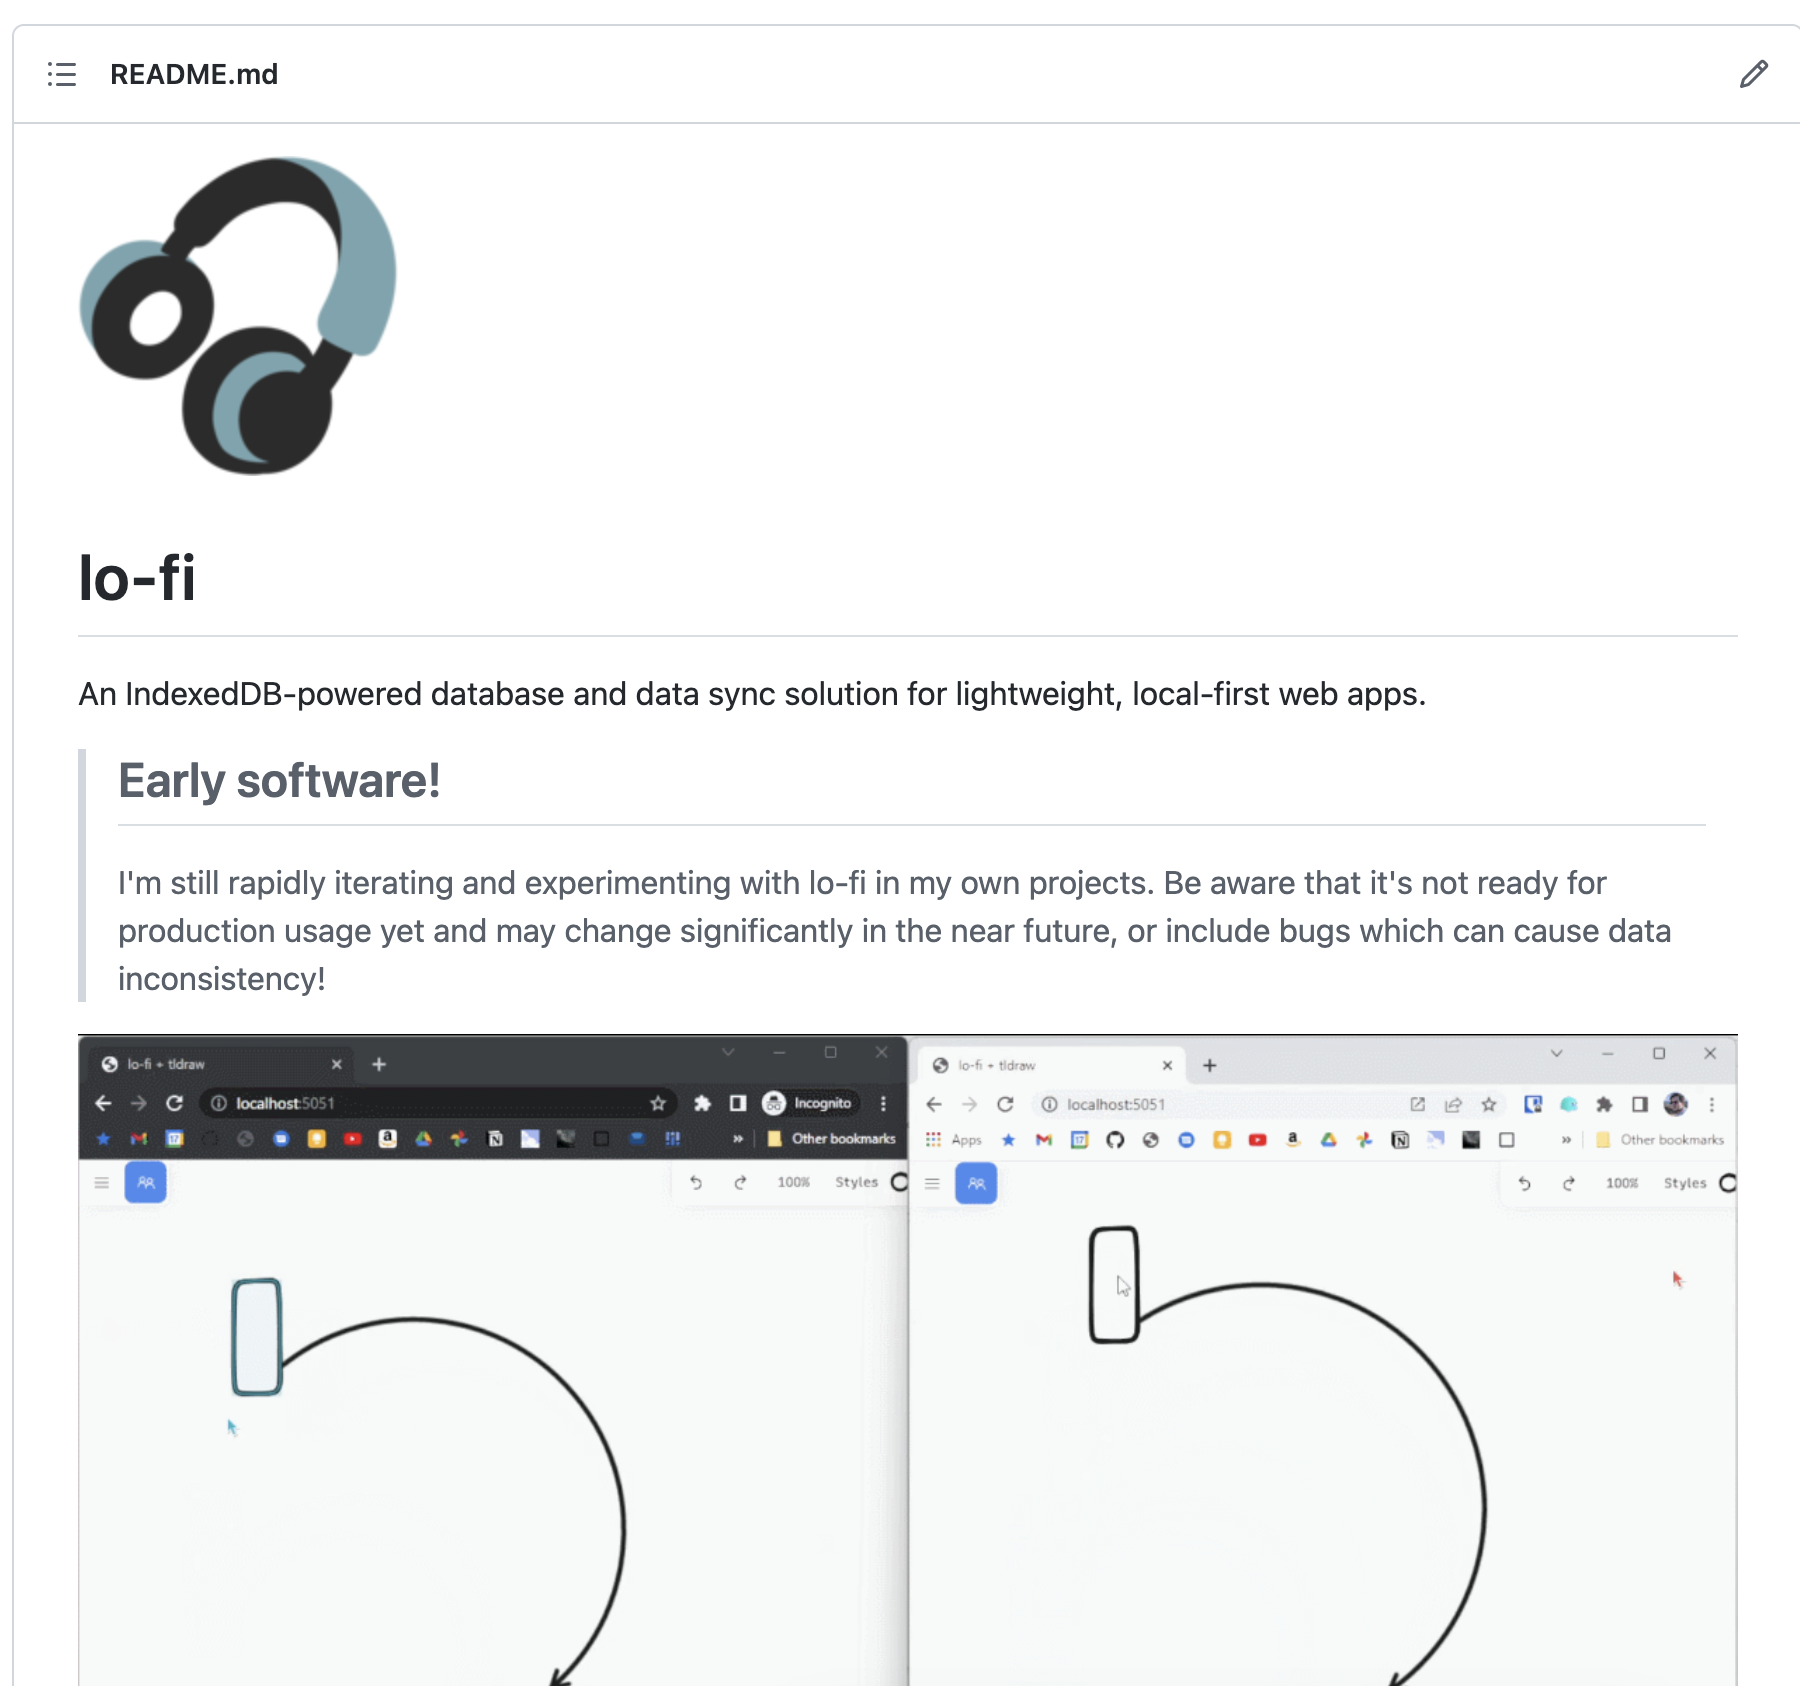 README.md
lo-fi
An IndexedDB-powered database and data sync solution for lightweight, local-first web apps.
Early software!
I'm still rapidly iterating and experimenting with lo-fi in my own projects. Be aware that it's not ready for
production usage yet and may change significantly in the near future, or include bugs which can cause data
inconsistency!
lo-fi + tldraw
localhost:5051
Incognito
17
a
N
Other bookmarks
100%
Styles
lo-fi + tldraw
localhost:5051
Apps
17
a
N
Other bookmarks
100%
Styles